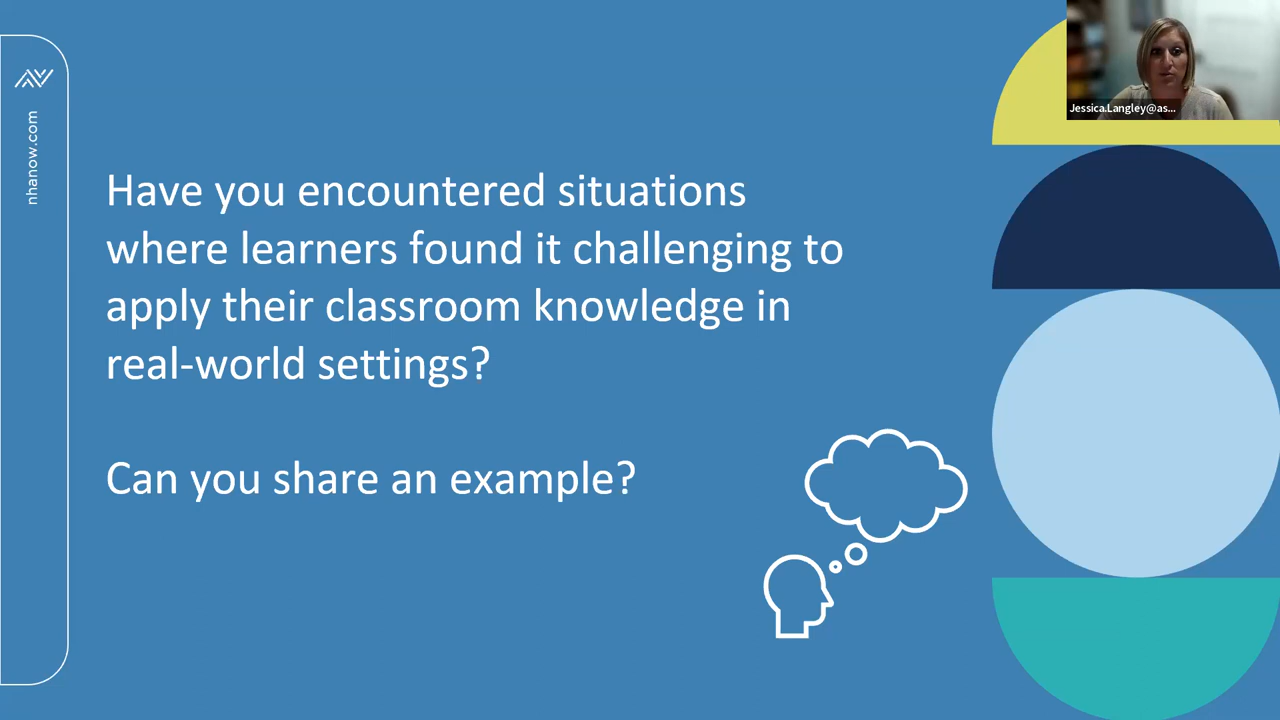 nhanow.com
Have you encountered situations
where learners found it challenging to
apply their classroom knowledge in
real-world settings?
Can you share an example?
Jessica.Langley@as...